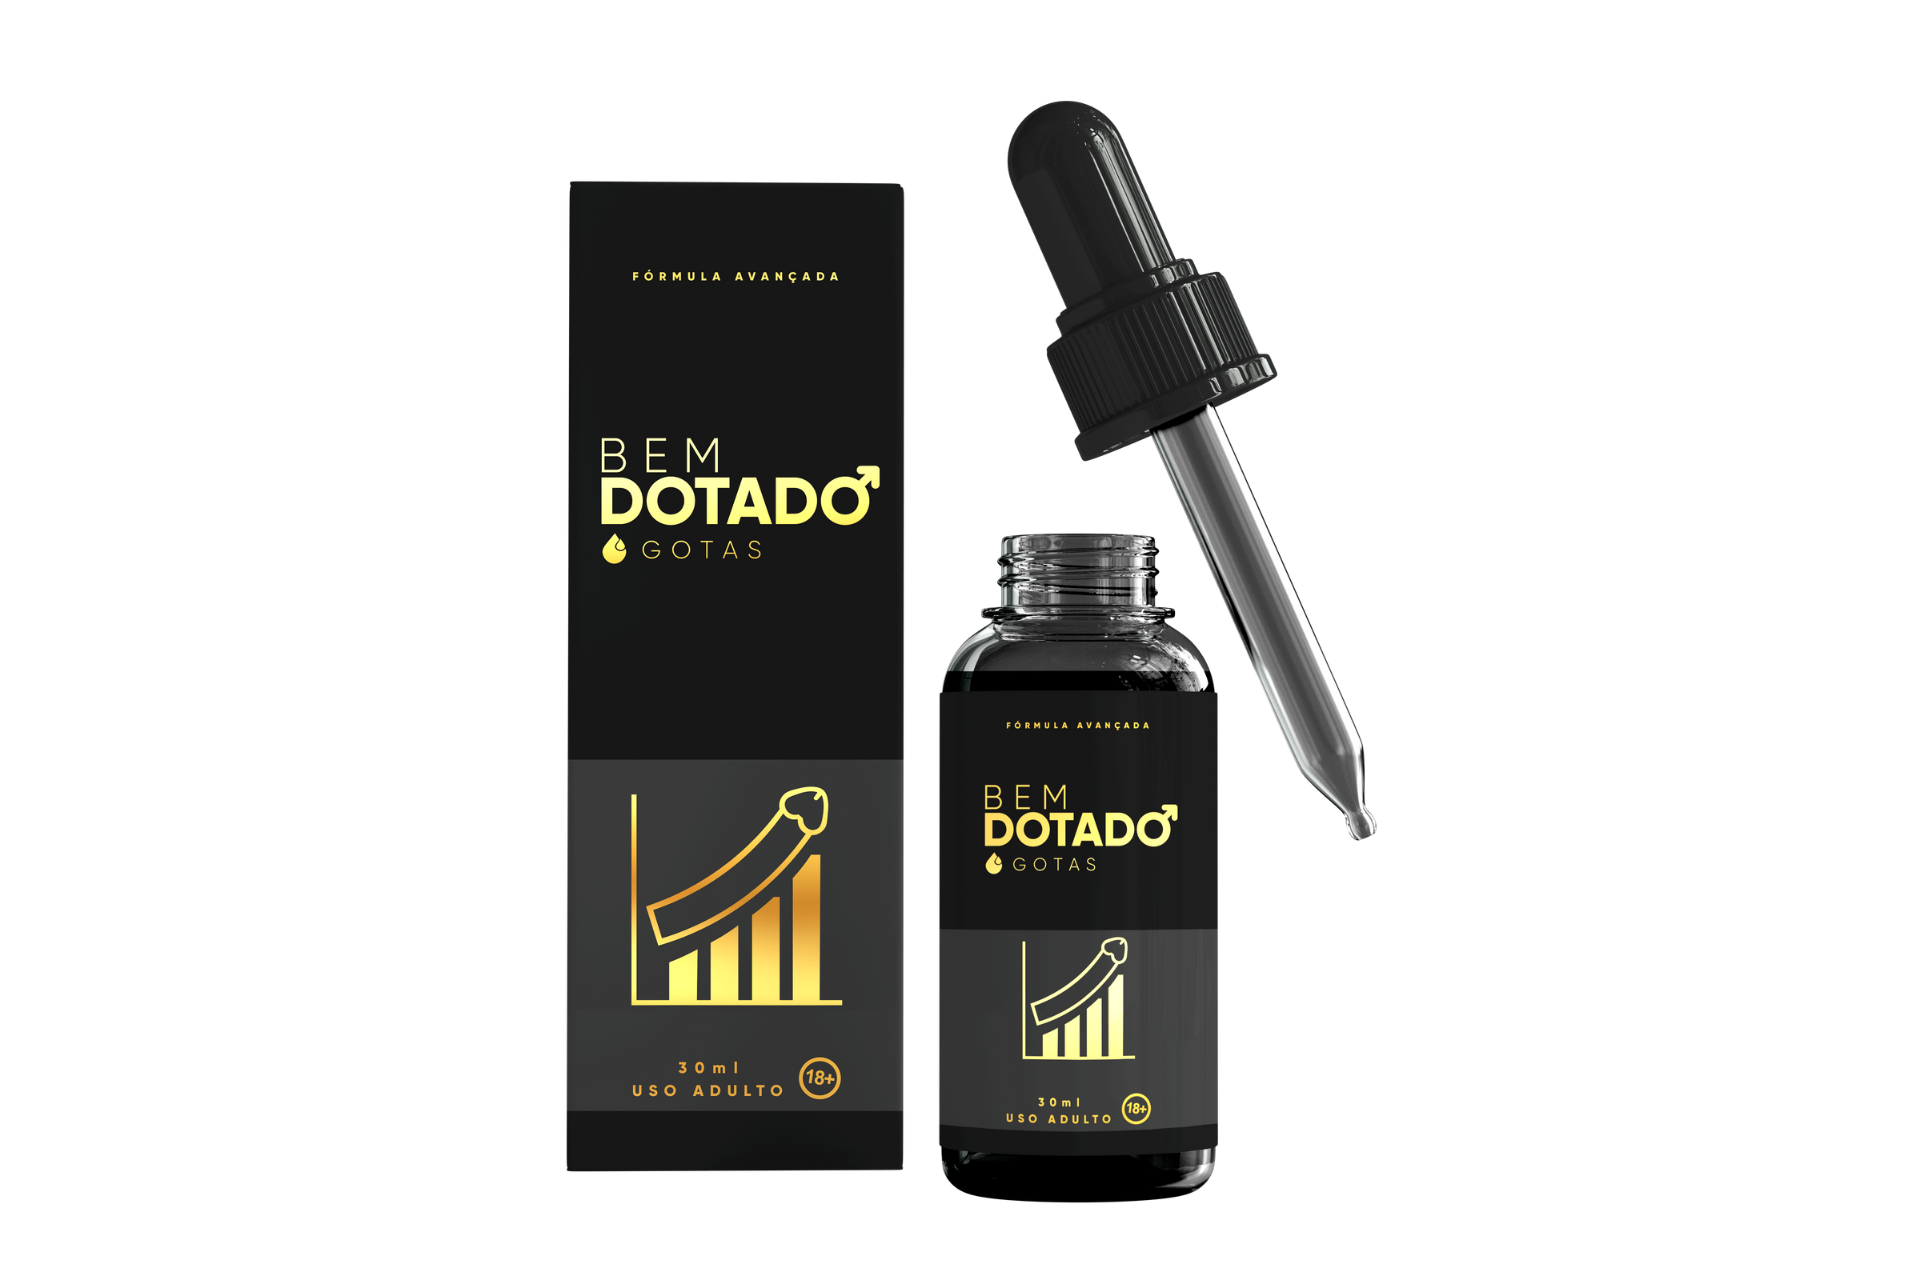 FÓRMULA AVANÇADA
BEM
DOTADO
GOTAS
30ml
USO ADULTO
18+
FÓRMULA AVANÇADA
BEM
DOTADO
GOTAS
30ml
USO ADULTO
18+